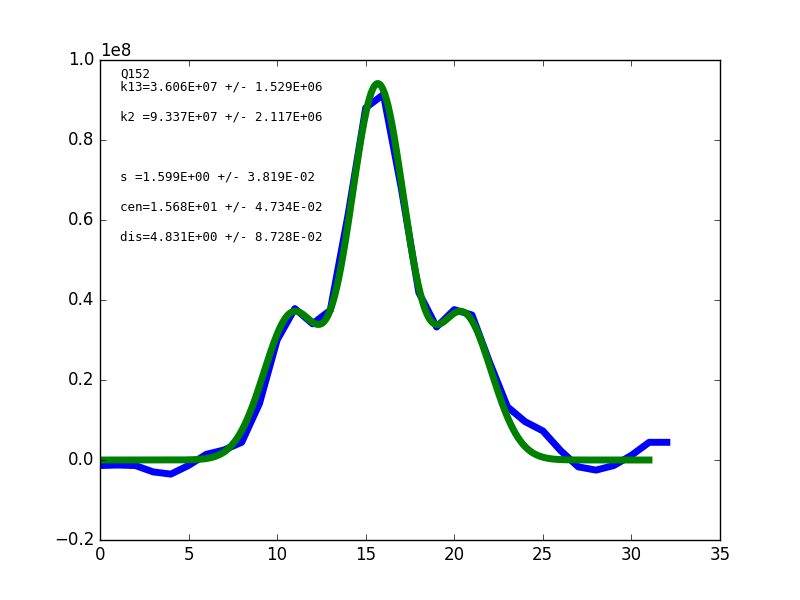 1e8
1.0
Q152
k13=3.606E+07 +/- 1.529E+06
k2 =9.337E+07 +/- 2.117E+06
0.8
s =1.599E+00 +/- 3.819E-02
cen=1.568E+01 +/- 4.734E-02
0.6
dis=4.831E+00 +/- 8.728E-02
0.4
0.2
0.0
−0.2
0 5 10 15 20 25 30 35